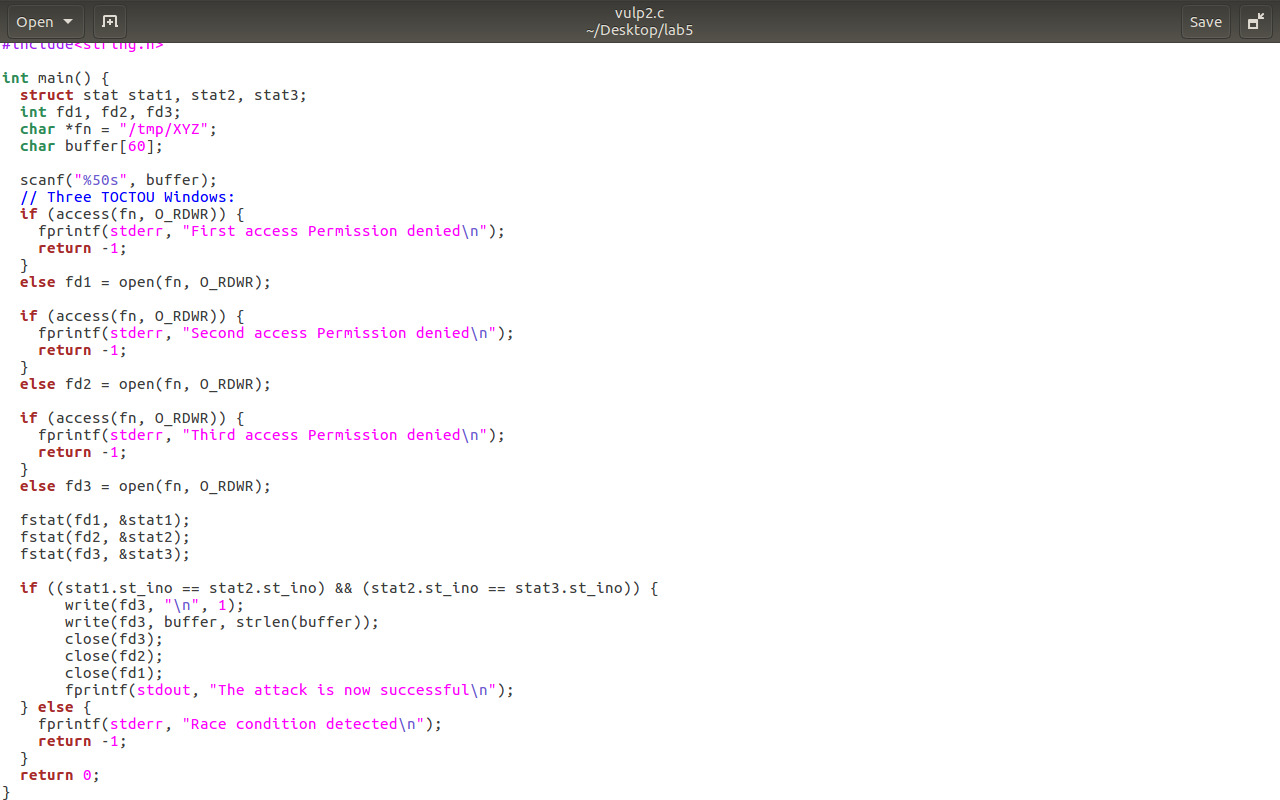 Open
vulp2.c
~/Desktop/lab5
Save
#include<string.h>
int main() {
  struct stat stat1, stat2, stat3;
  int fd1, fd2, fd3;
  char *fn = "/tmp/XYZ";
  char buffer[60];
  scanf("%50s", buffer);
  // Three TOCTOU Windows:
  if (access(fn, O_RDWR)) {
    fprintf(stderr, "First access Permission denied\n");
    return -1;
  }
  else fd1 = open(fn, O_RDWR);
  if (access(fn, O_RDWR)) {
    fprintf(stderr, "Second access Permission denied\n");
    return -1;
  }
  else fd2 = open(fn, O_RDWR);
  if (access(fn, O_RDWR)) {
    fprintf(stderr, "Third access Permission denied\n");
    return -1;
  }
  else fd3 = open(fn, O_RDWR);
  fstat(fd1, &stat1);
  fstat(fd2, &stat2);
  fstat(fd3, &stat3);
  if ((stat1.st_ino == stat2.st_ino) && (stat2.st_ino == stat3.st_ino)) {
       write(fd3, "\n", 1);
       write(fd3, buffer, strlen(buffer));
       close(fd3);
       close(fd2);
       close(fd1);
       fprintf(stdout, "The attack is now successful\n");
  } else {
    fprintf(stderr, "Race condition detected\n");
    return -1;
  }
  return 0;
}